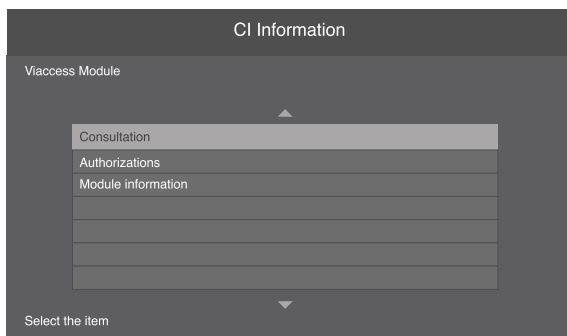 CI Information
Viaccess Module
Consultation
Authorizations
Module information
Select the item